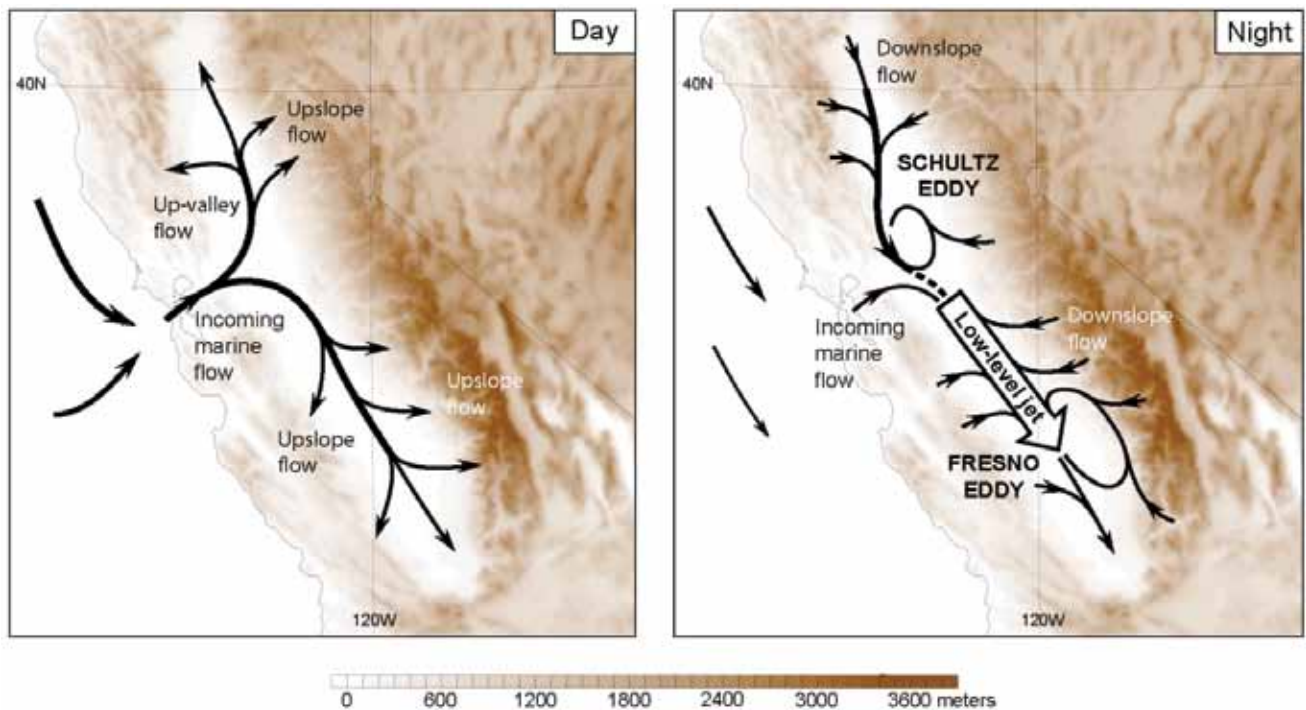 Day
40N
Upslope
flow
Up-valley
flow
Incoming
marine
flow
Upslope
flow
Upslope
flow
120W
Night
40N
Downslope
flow
SCHULTZ
EDDY
Incoming
marine
flow
Low-level jet
Downslope
flow
FRESNO
EDDY
120W
0 600 1200 1800 2400 3000 3600 meters